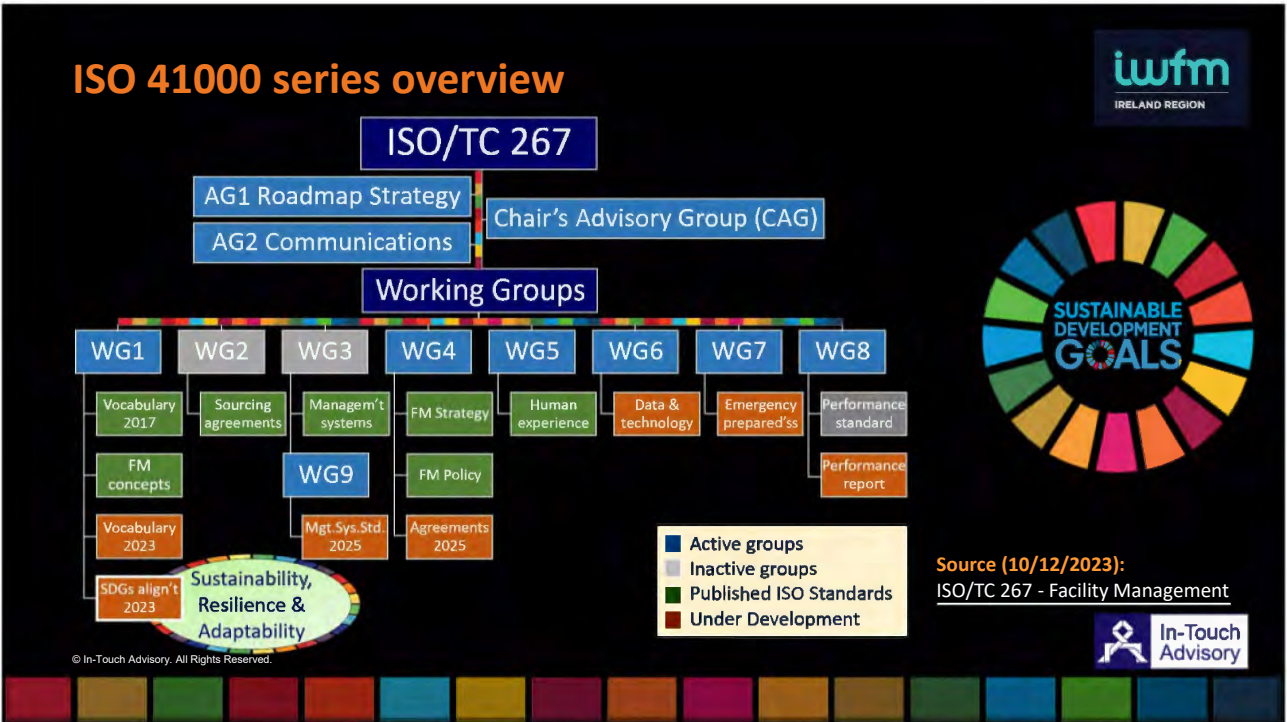 ISO 41000 series overview
iwfm
IRELAND REGION
ISO/TC 267
AG1 Roadmap Strategy
Chair's Advisory Group (CAG)
AG2 Communications
Working Groups
WG1
WG2
WG3
WG4
WG5
WG6
WG7
WG8
Vocabulary
2017
Sourcing
agreements
Managem't
systems
FM Strategy
Human
experience
Data &
technology
Emergency
prepared'ss
Performance
standard
FM
concepts
WG9
FM Policy
Performance
report
Vocabulary
2023
Mgt.Sys.Std.
2025
Agreements
2025
SDGs align't
2023
Sustainability,
Resilience &
Adaptability
Active groups
Inactive groups
Published ISO Standards
Under Development
SUSTAINABLE
DEVELOPMENT
GOALS
Source (10/12/2023):
ISO/TC 267 - Facility Management
In-Touch
Advisory
© In-Touch Advisory. All Rights Reserved.